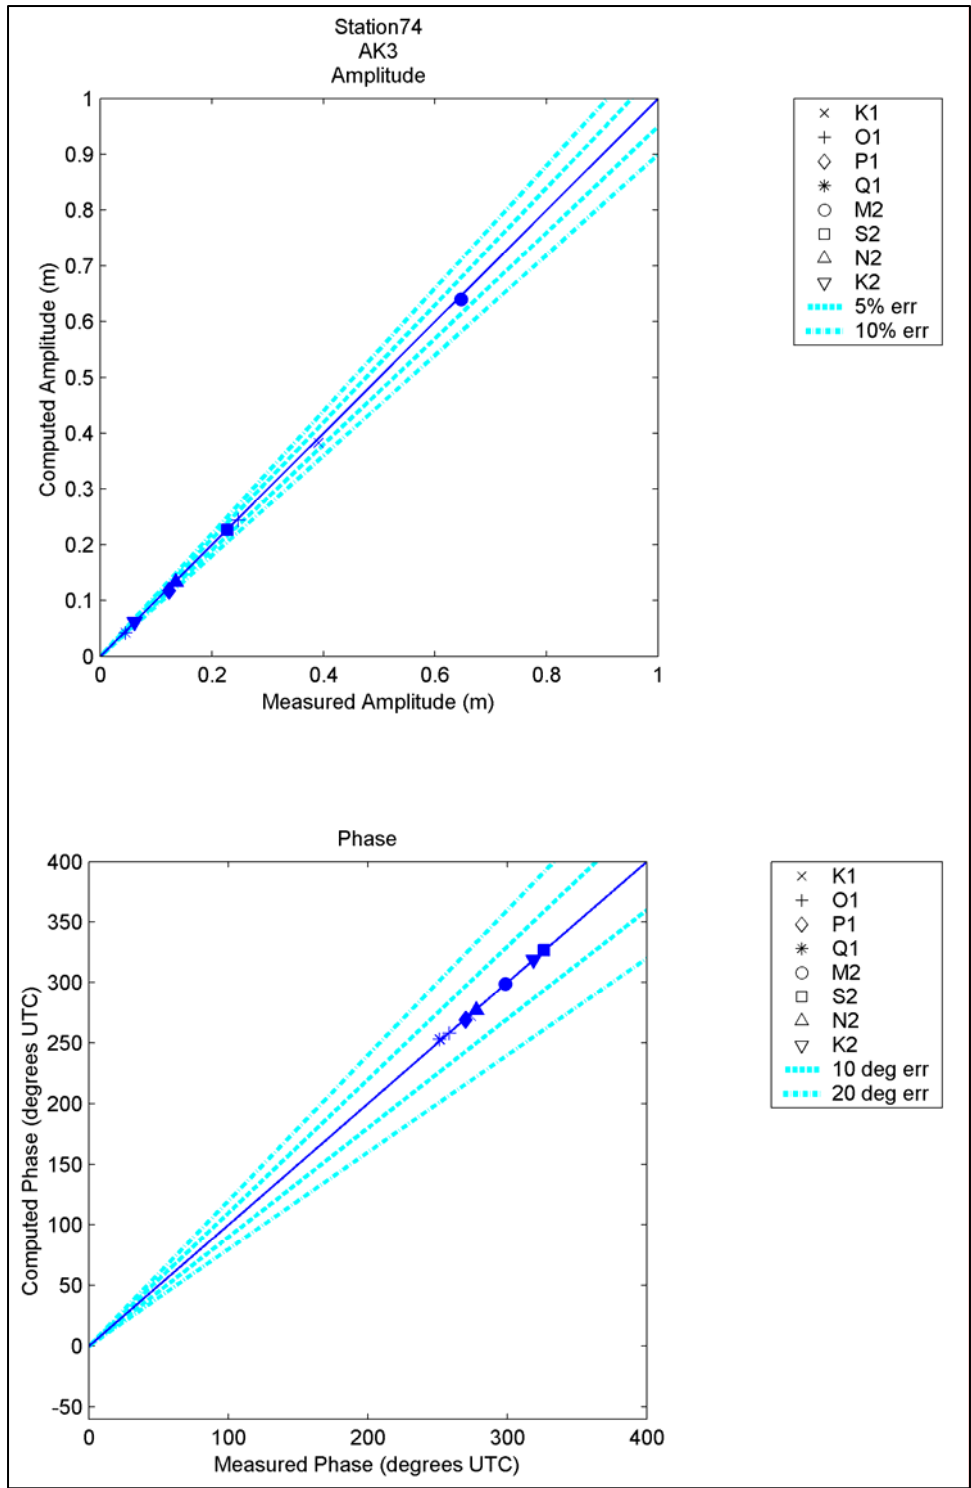 Station74
AK3
Amplitude
1
0.9
0.8
0.7
0.6
0.5
0.4
0.3
0.2
0.1
0
Computed Amplitude (m)
0
0.2
0.4
0.6
0.8
1
Measured Amplitude (m)
K1
O1
P1
Q1
M2
S2
N2
K2
5% err
10% err
Phase
400
350
300
250
200
150
100
50
0
-50
Computed Phase (degrees UTC)
0
100
200
300
400
Measured Phase (degrees UTC)
K1
O1
P1
Q1
M2
S2
N2
K2
10 deg err
20 deg err